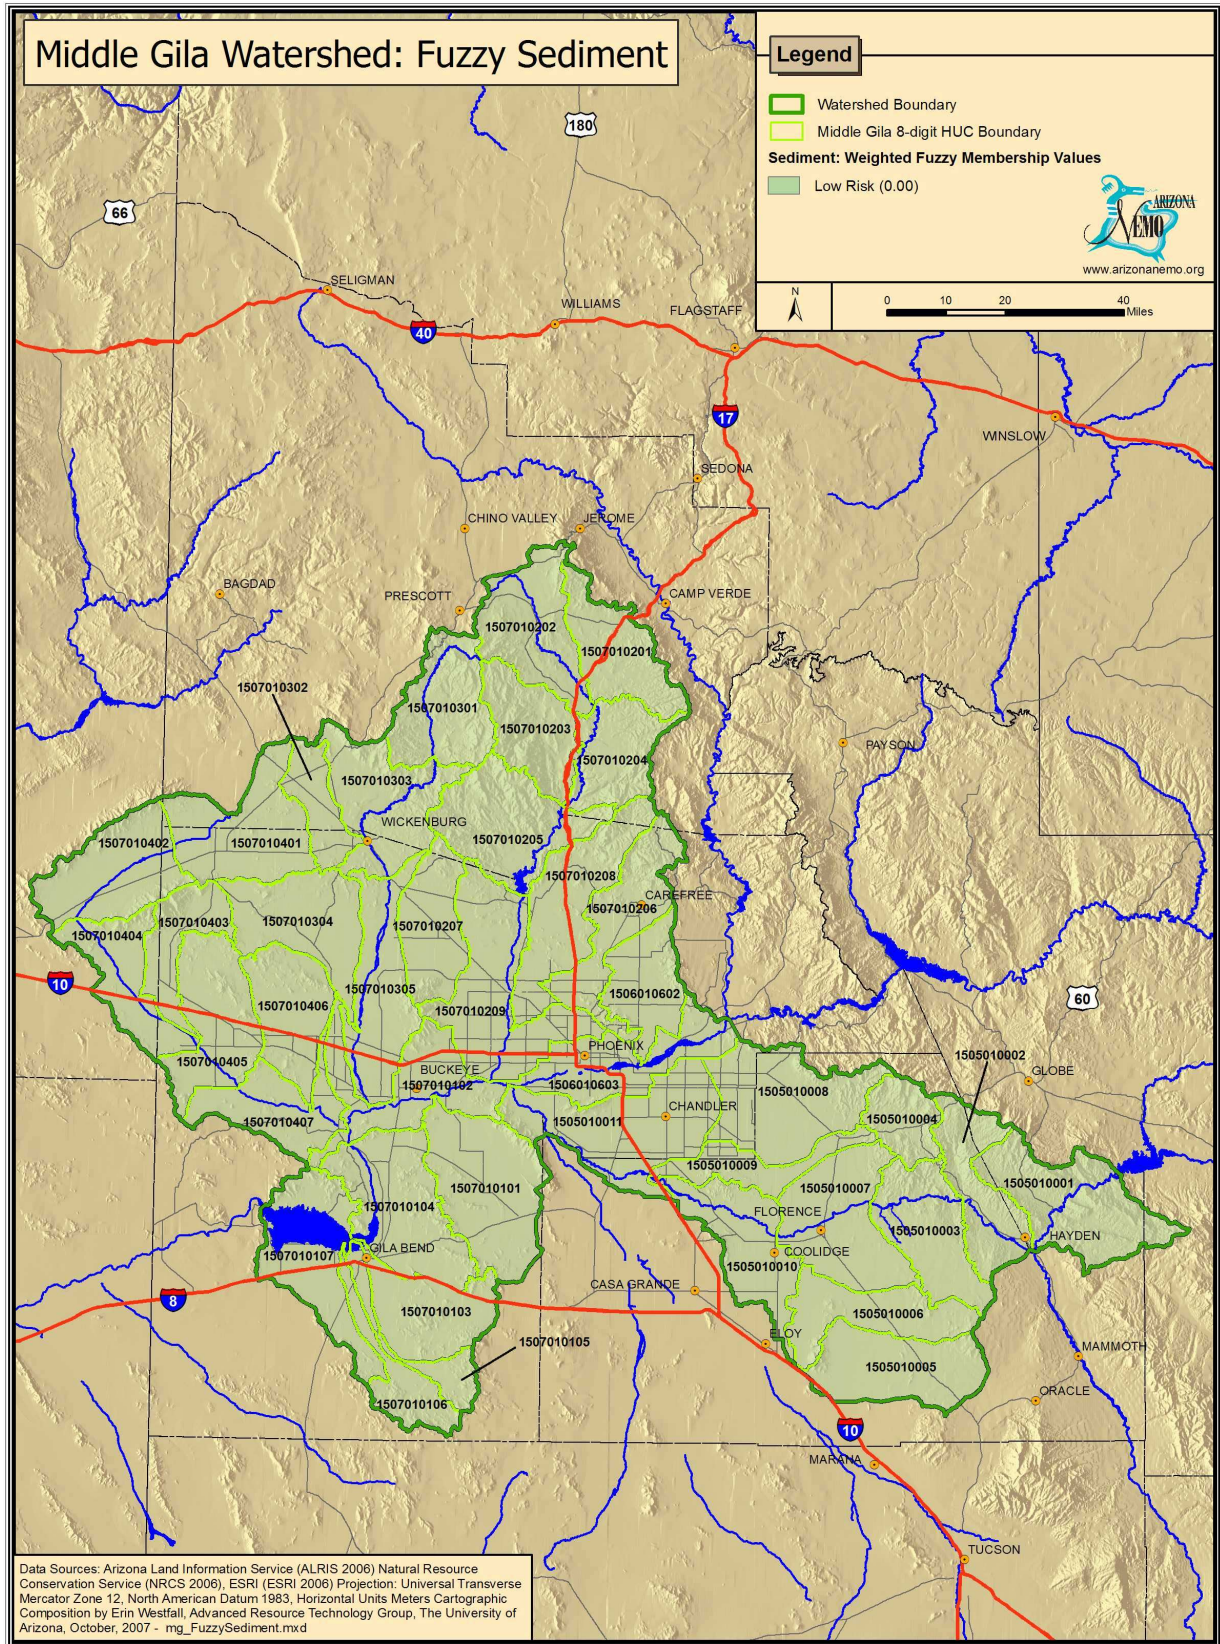 Middle Gila Watershed: Fuzzy Sediment
Legend
Watershed Boundary
Middle Gila 8-digit HUC Boundary
Sediment: Weighted Fuzzy Membership Values
Low Risk (0.00)
ARIZONA
NEMO
www.arizonanemo.org
N
0 10 20 40
Miles
180
66
SELIGMAN
WILLIAMS
FLAGSTAFF
40
17
WINSLOW
SEDONA
CHINO VALLEY
JEROME
BAGDAD
PRESCOTT
CAMP VERDE
1507010202
1507010201
1507010302
1507010301
1507010203
PAYSON
1507010204
1507010303
WICKENBURG
1507010402
1507010401
1507010205
1507010208
CAREFREE
1507010206
1507010403
1507010304
1507010207
1507010404
10
1507010305
1506010602
1507010406
1507010209
60
PHOENIX
1505010002
1507010405
BUCKEYE
GLOBE
1507010102
1506010603
1505010008
CHANDLER
1507010407
1505010011
1505010004
1505010009
1505010001
1507010101
1505010007
1507010104
FLORENCE
1505010003
HAYDEN
1507010107
GILA BEND
COOLIDGE
1505010010
CASA GRANDE
8
1507010103
1505010006
ELOY
1507010105
MAMMOTH
1505010005
ORACLE
1507010106
10
MARANA
TUCSON
Data Sources: Arizona Land Information Service (ALRIS 2006) Natural Resource
Conservation Service (NRCS 2006), ESRI (ESRI 2006) Projection: Universal Transverse
Mercator Zone 12, North American Datum 1983, Horizontal Units Meters Cartographic
Composition by Erin Westfall, Advanced Resource Technology Group, The University of
Arizona, October, 2007 - mg_FuzzySediment.mxd